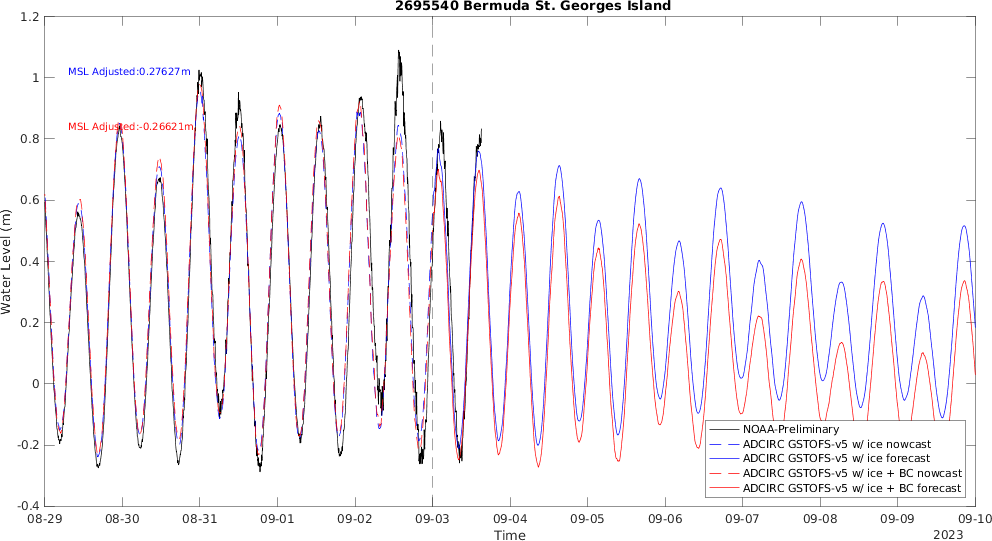 2695540 Bermuda St. Georges Island
1.2
1
0.8
0.6
0.4
0.2
0
-0.2
-0.4
Water Level (m)
MSL Adjusted:0.27627m
MSL Adjusted:-0.26621m
NOAA-Preliminary
ADCIRC GSTOFS-v5 w/ ice nowcast
ADCIRC GSTOFS-v5 w/ ice forecast
ADCIRC GSTOFS-v5 w/ ice + BC nowcast
ADCIRC GSTOFS-v5 w/ ice + BC forecast
08-29 08-30 08-31 09-01 09-02 09-03 09-04 09-05 09-06 09-07 09-08 09-09 09-10
Time
2023